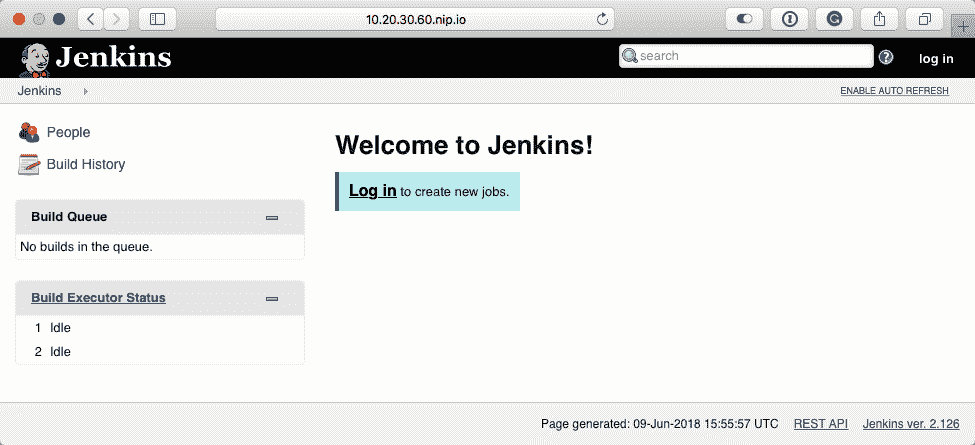 10.20.30.60.nip.io
Jenkins
search
log in
Jenkins
ENABLE AUTO REFRESH
People
Build History
Welcome to Jenkins!
Log in to create new jobs.
Build Queue
No builds in the queue.
Build Executor Status
1 Idle
2 Idle
Page generated: 09-Jun-2018 15:55:57 UTC REST API Jenkins ver. 2.126